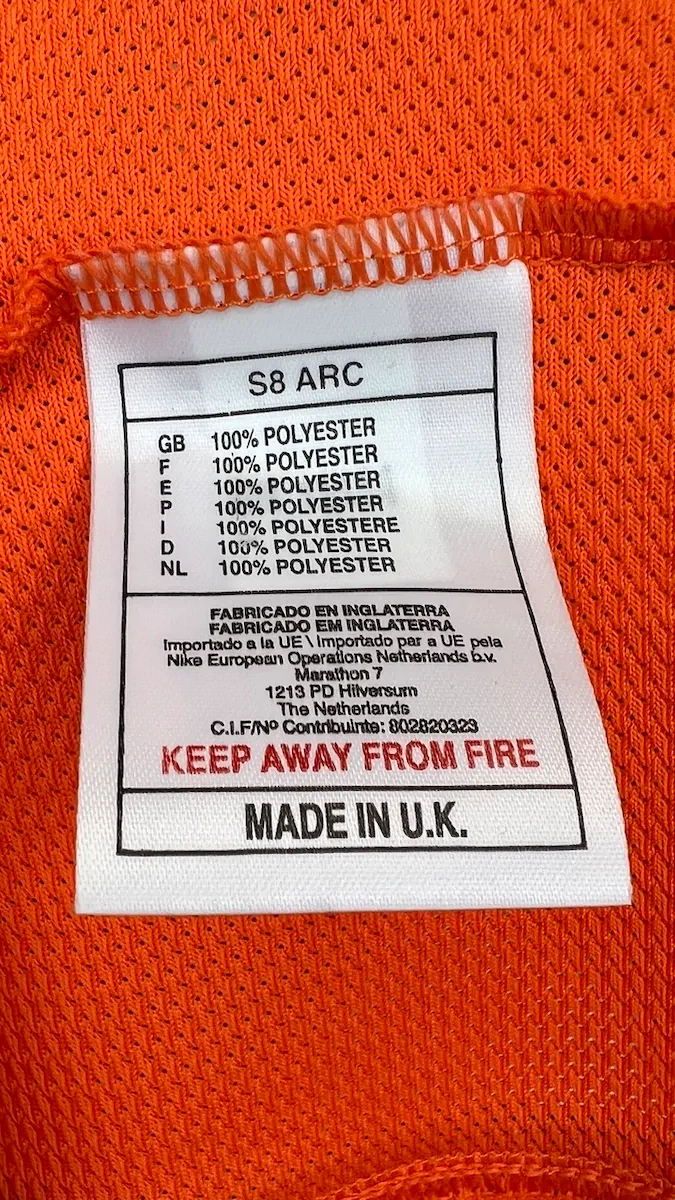 S8 ARC
GB 100% POLYESTER
F 100% POLYESTER
E 100% POLYESTER
P 100% POLYESTER
I 100% POLYESTERE
D 100% POLYESTER
NL 100% POLYESTER
FABRICADO EN INGLATERRA
FABRICADO EM INGLATERRA
Importado a la UE \ Importado par a UE pela
Nike European Operations Netherlands b.v.
Marathon 7
1213 PD Hilversum
The Netherlands
C.I.F/Nº Contribuinte: 802820323
KEEP AWAY FROM FIRE
MADE IN U.K.